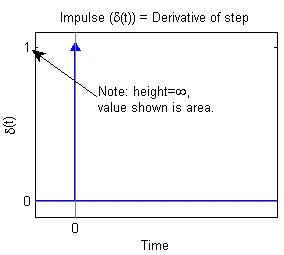 Impulse (δ(t)) = Derivative of step
1
Note: height=∞,
value shown is area.
δ(t)
0
0
Time